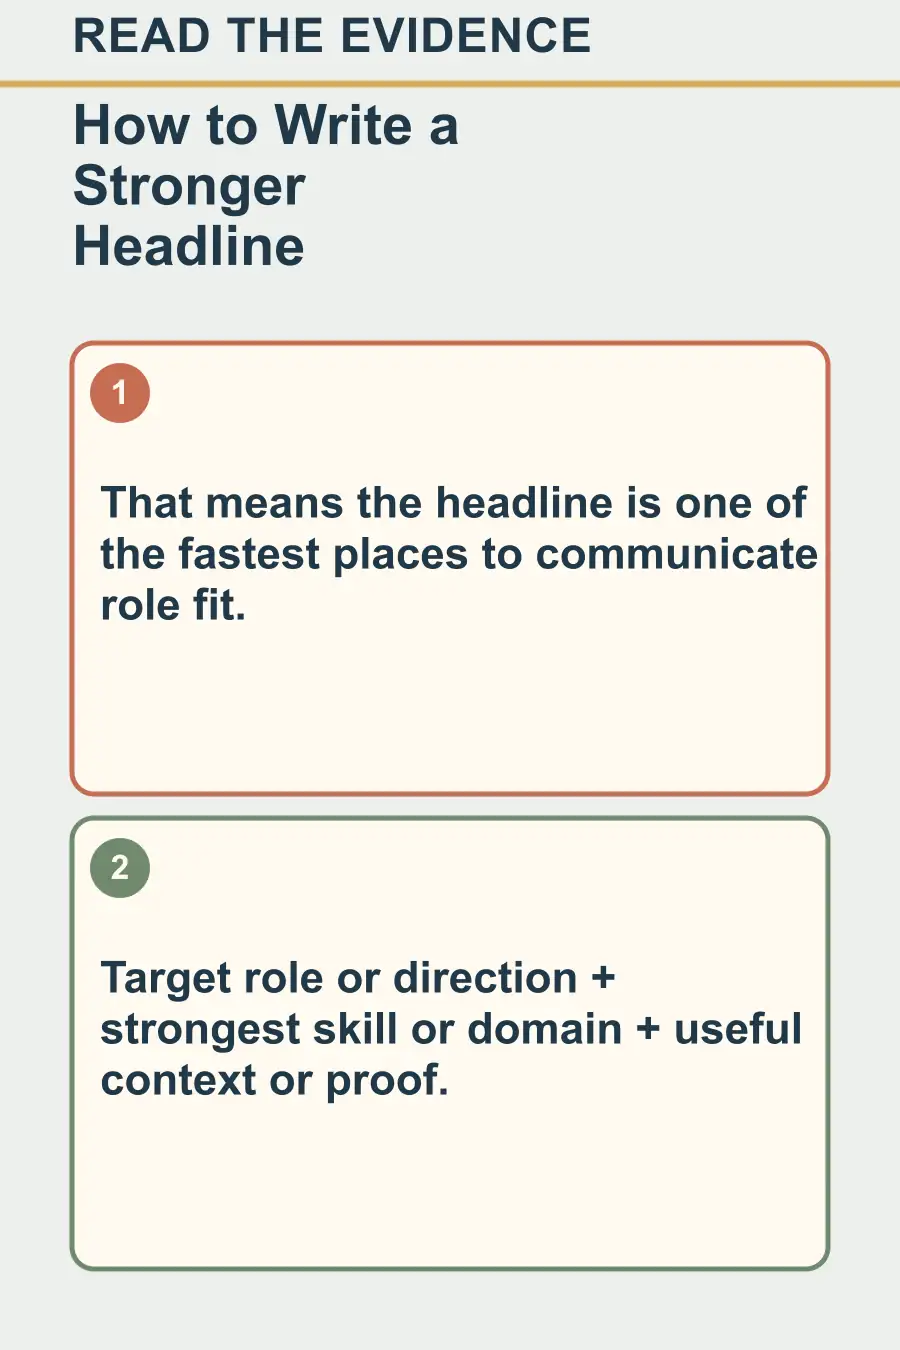 READ THE EVIDENCE
How to Write a
Stronger
Headline
1
That means the headline is one of
the fastest places to communicate
role fit.
2
Target role or direction +
strongest skill or domain + useful
context or proof.